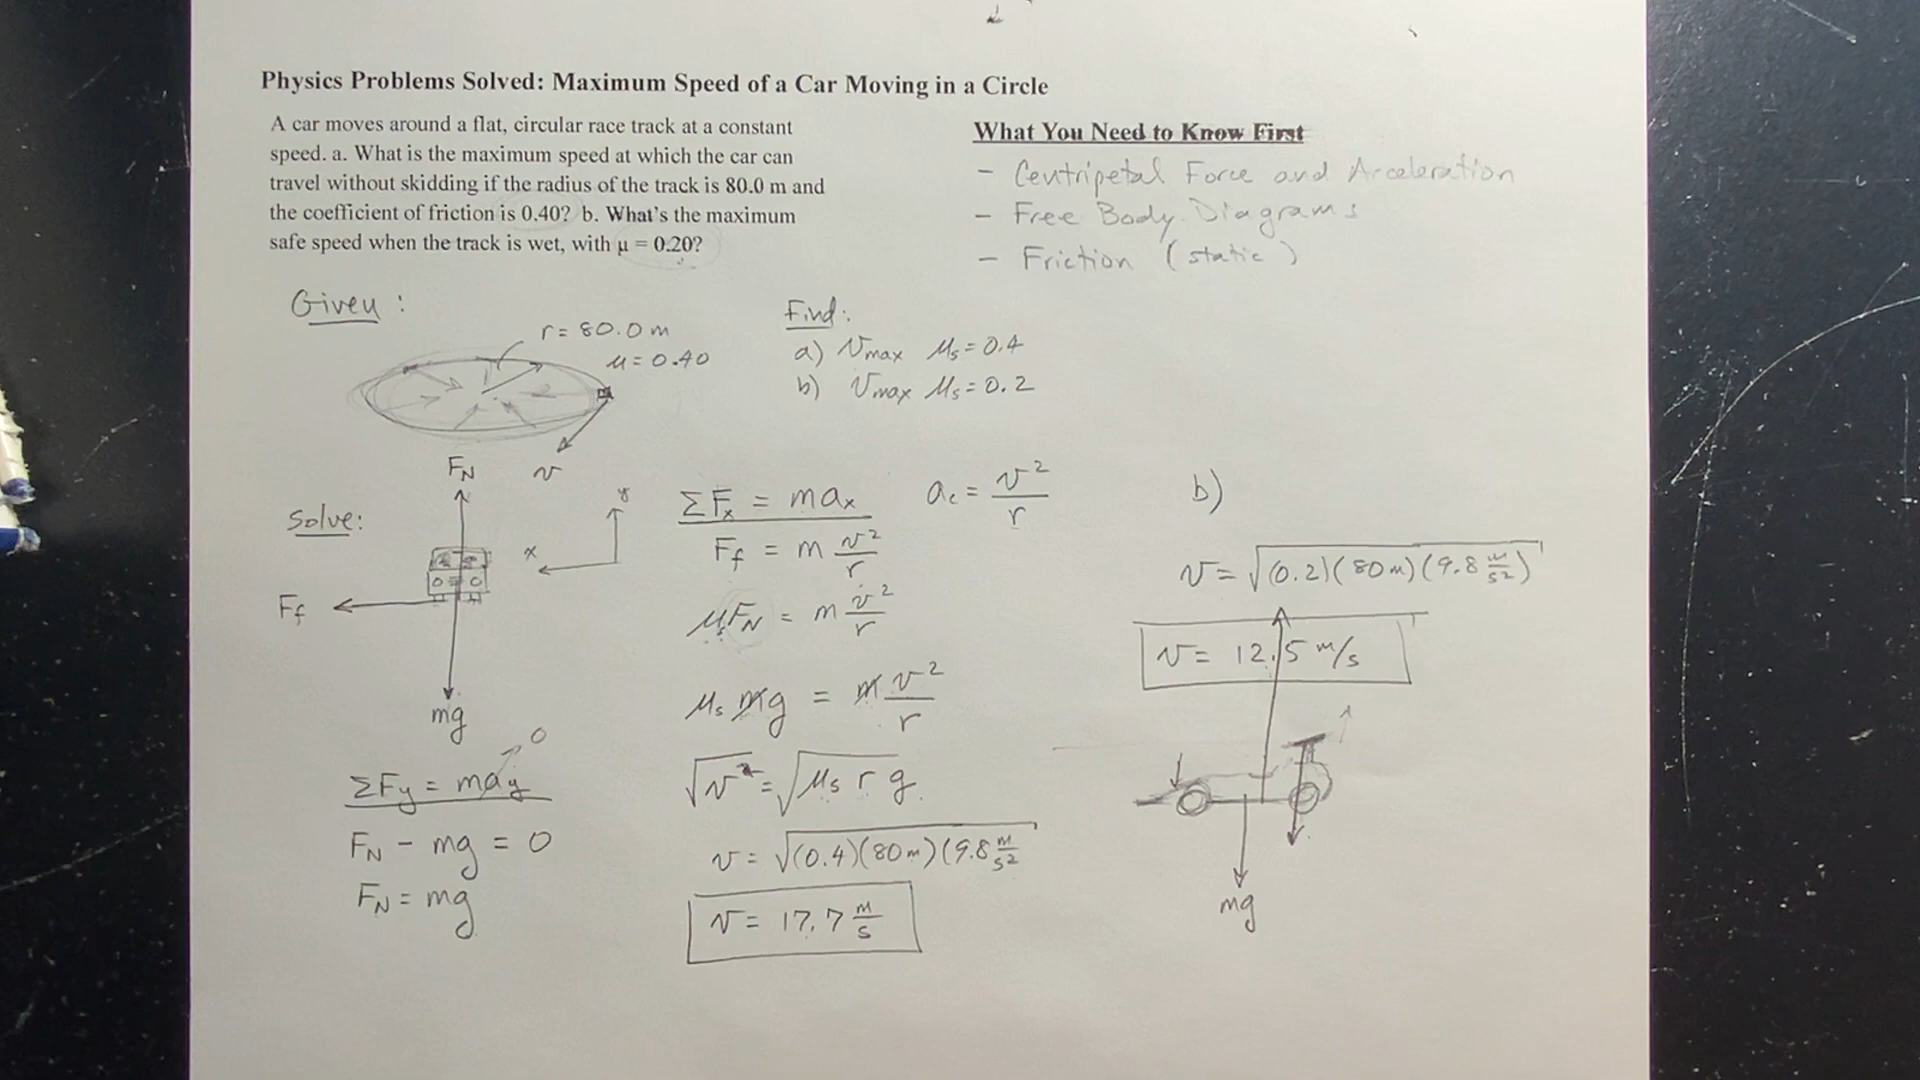 Physics Problems Solved: Maximum Speed of a Car Moving in a Circle
A car moves around a flat, circular race track at a constant
speed. a. What is the maximum speed at which the car can
travel without skidding if the radius of the track is 80.0 m and
the coefficient of friction is 0.40? b. What's the maximum
safe speed when the track is wet, with μ = 0.20?
What You Need to Know First
- Centripetal Force and Acceleration
- Free Body Diagrams
- Friction (static)
Given:
r = 80.0 m
μ = 0.40
v
Find:
a) vmax μs = 0.4
b) vmax μs = 0.2
Solve:
FN
Ff
mg
x
y
ΣFy = may → 0
FN - mg = 0
FN = mg
ΣFx = max
ac = v²/r
Ff = m v²/r
μsFN = m v²/r
μs mg = m v²/r
√v² = √μs r g
v = √(0.4)(80m)(9.8 m/s²
v = 17.7 m/s
b)
v = √(0.2)(80m)(9.8 m/s²)
v = 12.5 m/s
mg